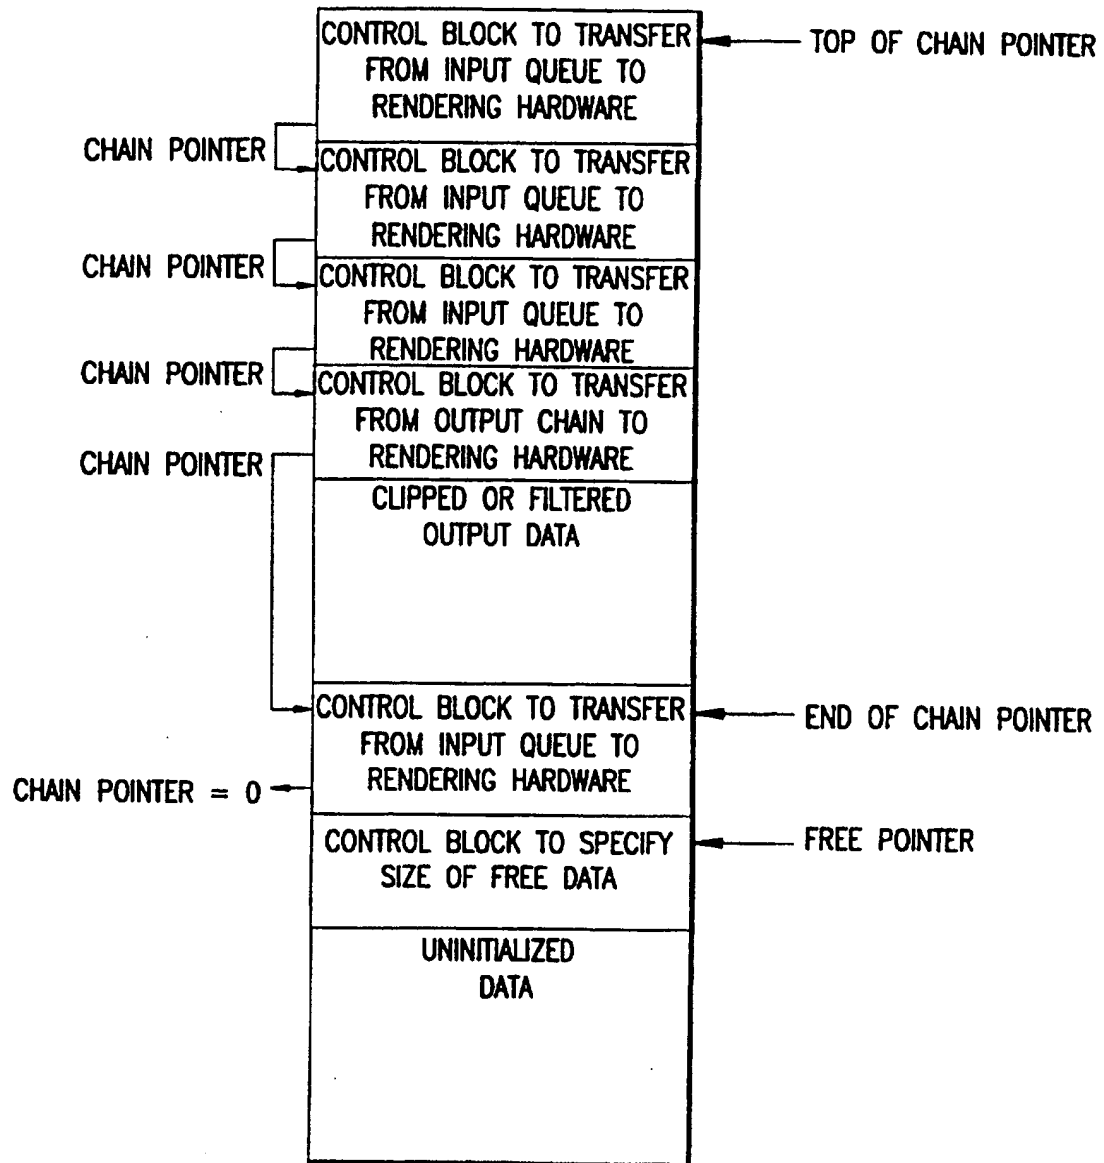 CONTROL BLOCK TO TRANSFER
FROM INPUT QUEUE TO
RENDERING HARDWARE
TOP OF CHAIN POINTER
CHAIN POINTER
CONTROL BLOCK TO TRANSFER
FROM INPUT QUEUE TO
RENDERING HARDWARE
CHAIN POINTER
CONTROL BLOCK TO TRANSFER
FROM INPUT QUEUE TO
RENDERING HARDWARE
CHAIN POINTER
CONTROL BLOCK TO TRANSFER
FROM OUTPUT CHAIN TO
RENDERING HARDWARE
CHAIN POINTER
CLIPPED OR FILTERED
OUTPUT DATA
CONTROL BLOCK TO TRANSFER
FROM INPUT QUEUE TO
RENDERING HARDWARE
END OF CHAIN POINTER
CHAIN POINTER = 0
CONTROL BLOCK TO SPECIFY
SIZE OF FREE DATA
FREE POINTER
UNINITIALIZED
DATA